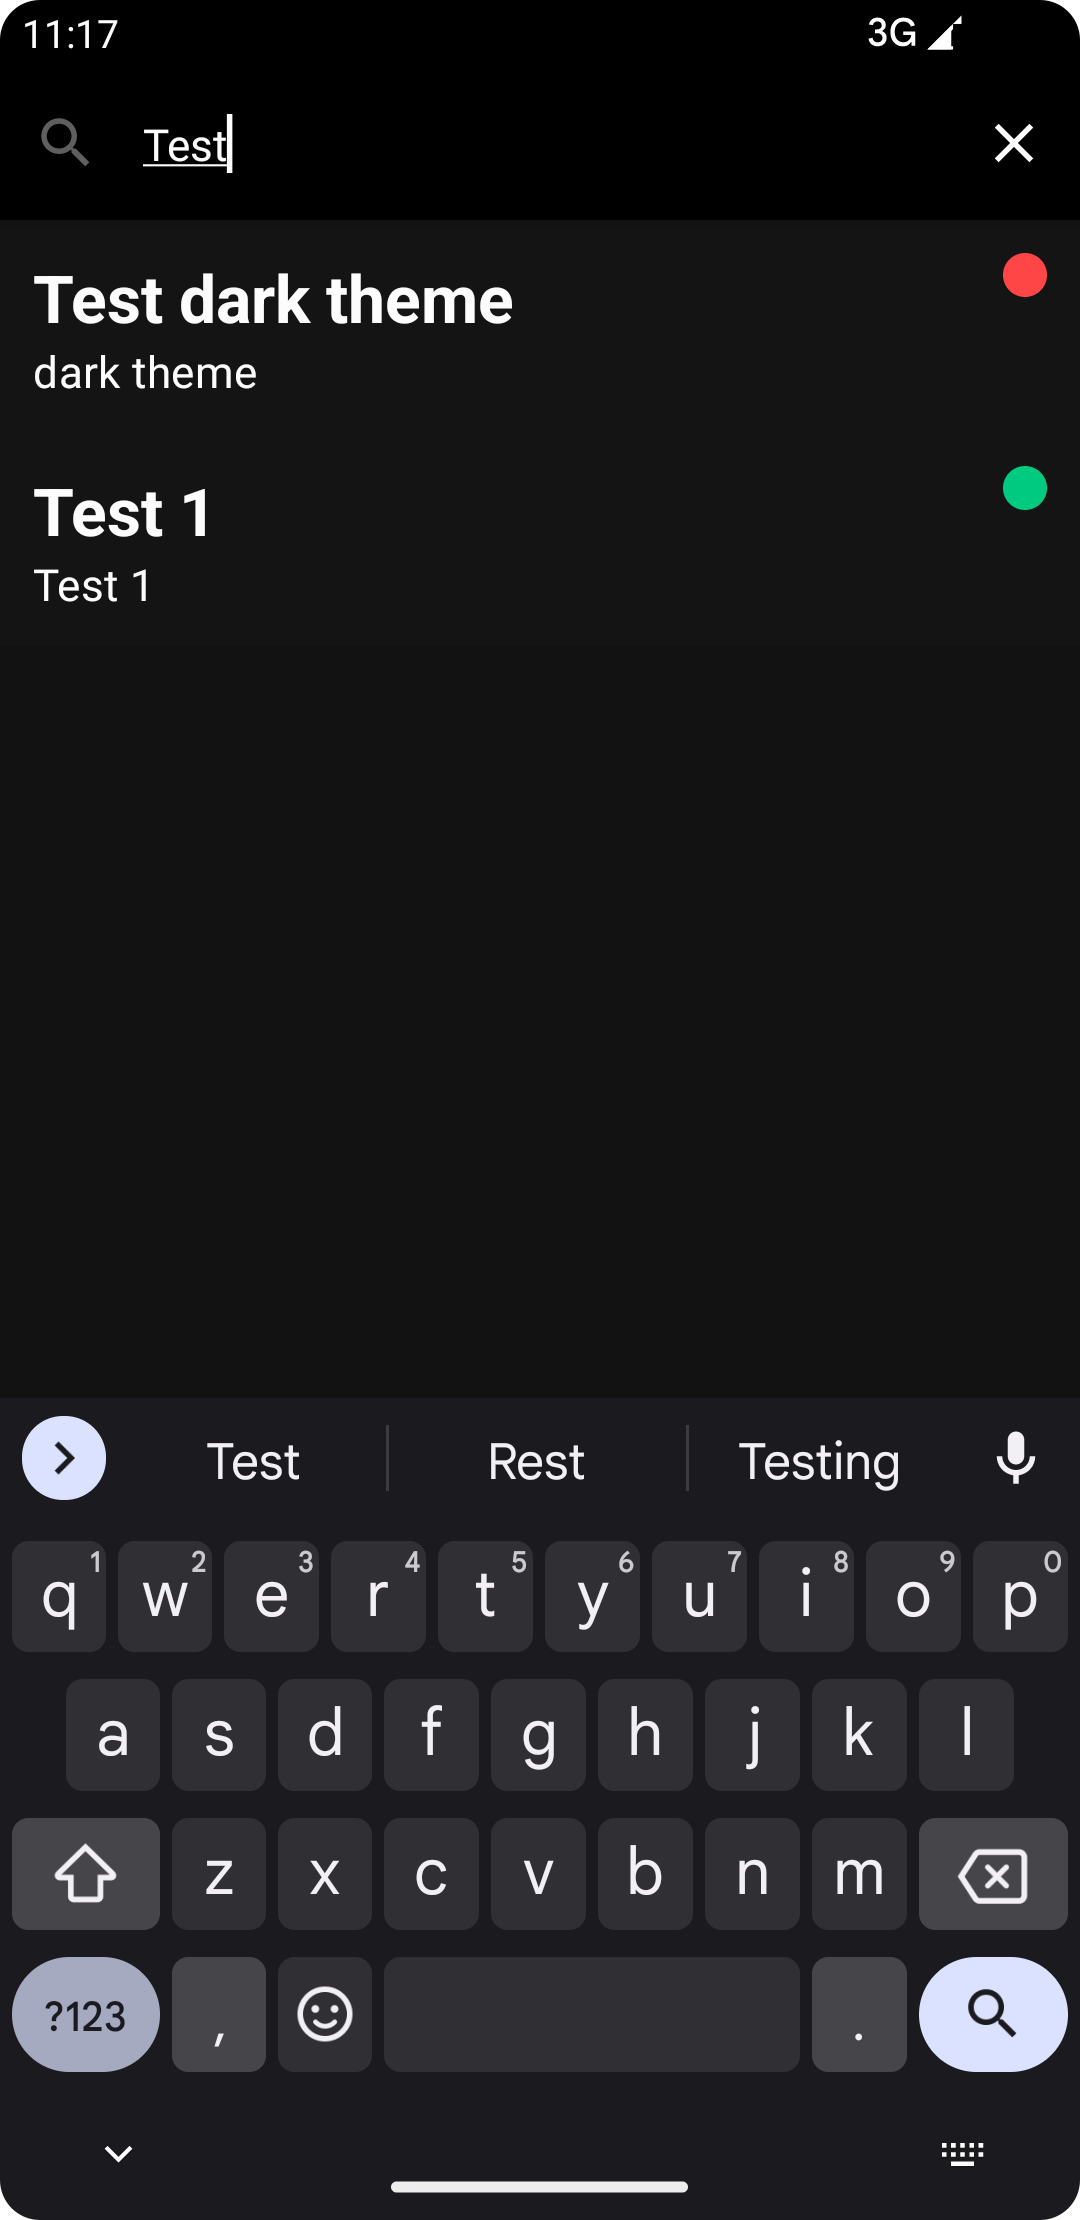 11:17 3G
Test
Test dark theme
dark theme
Test 1
Test 1
Test Rest Testing
q 1 w 2 e 3 r 4 t 5 y 6 u 7 i 8 o 9 p 0
a s d f g h j k l
z x c v b n m
?123 , .